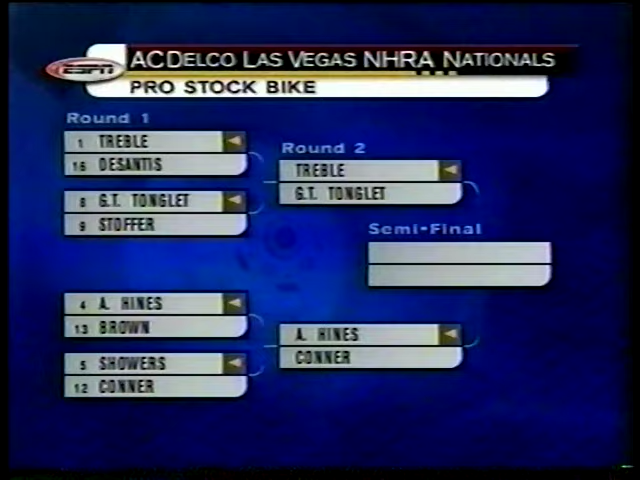 ACDELCO LAS VEGAS NHRA NATIONALS
ESPN
PRO STOCK BIKE
Round 1
1 TREBLE
16 DESANTIS
8 G.T. TONGLET
9 STOFFER
4 A. HINES
13 BROWN
5 SHOWERS
12 CONNER
Round 2
TREBLE
G.T. TONGLET
A. HINES
CONNER
Semi-Final